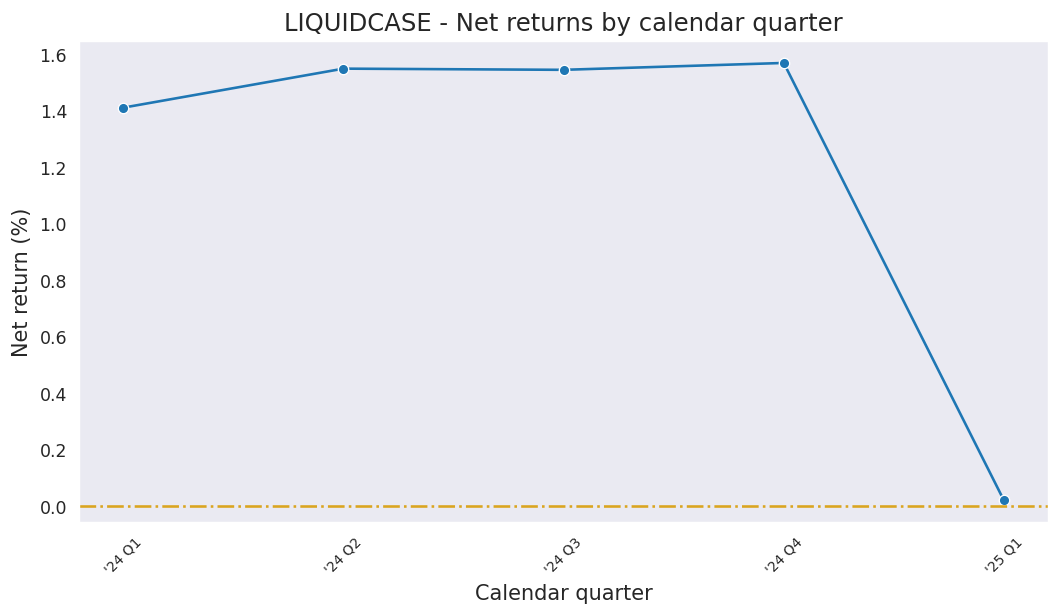 LIQUIDCASE - Net returns by calendar quarter
Net return (%)
1.6
1.4
1.2
1.0
0.8
0.6
0.4
0.2
0.0
'24 Q1
'24 Q2
'24 Q3
'24 Q4
'25 Q1
Calendar quarter